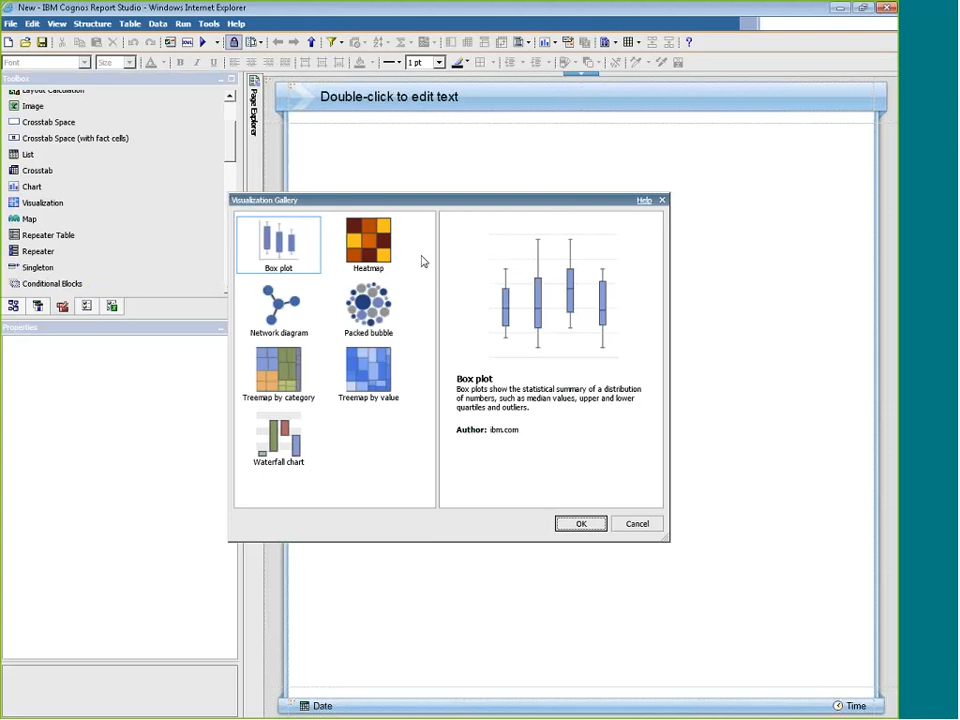 New - IBM Cognos Report Studio - Windows Internet Explorer
File Edit View Structure Table Data Run Tools Help
Font Size B I U 1 pt
Toolbox
Layout Calculation
Image
Crosstab Space
Crosstab Space (with fact cells)
List
Crosstab
Chart
Visualization
Map
Repeater Table
Repeater
Singleton
Conditional Blocks
Properties
Page Explorer
Double-click to edit text
Visualization Gallery Help
Box plot Heatmap
Network diagram Packed bubble
Treemap by category Treemap by value
Waterfall chart
Box plot
Box plots show the statistical summary of a distribution
of numbers, such as median values, upper and lower
quartiles and outliers.
Author: ibm.com
OK Cancel
Date Time